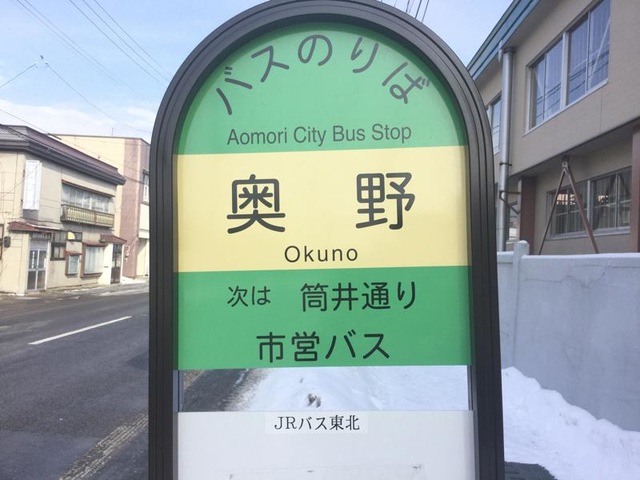 バスのりば
Aomori City Bus Stop
奥野
Okuno
次は 筒井通り
市営バス
JRバス東北